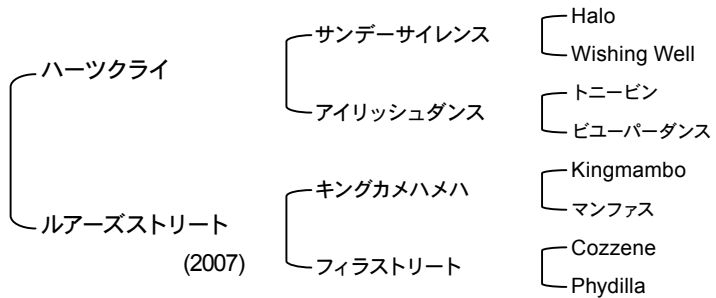 ハーツクライ
ルアーズストリート
(2007)
サンデーサイレンス
アイリッシュダンス
キングカメハメハ
フィラストリート
Halo
Wishing Well
トニービン
ビユーパーダンス
Kingmambo
マンファス
Cozzene
Phydilla